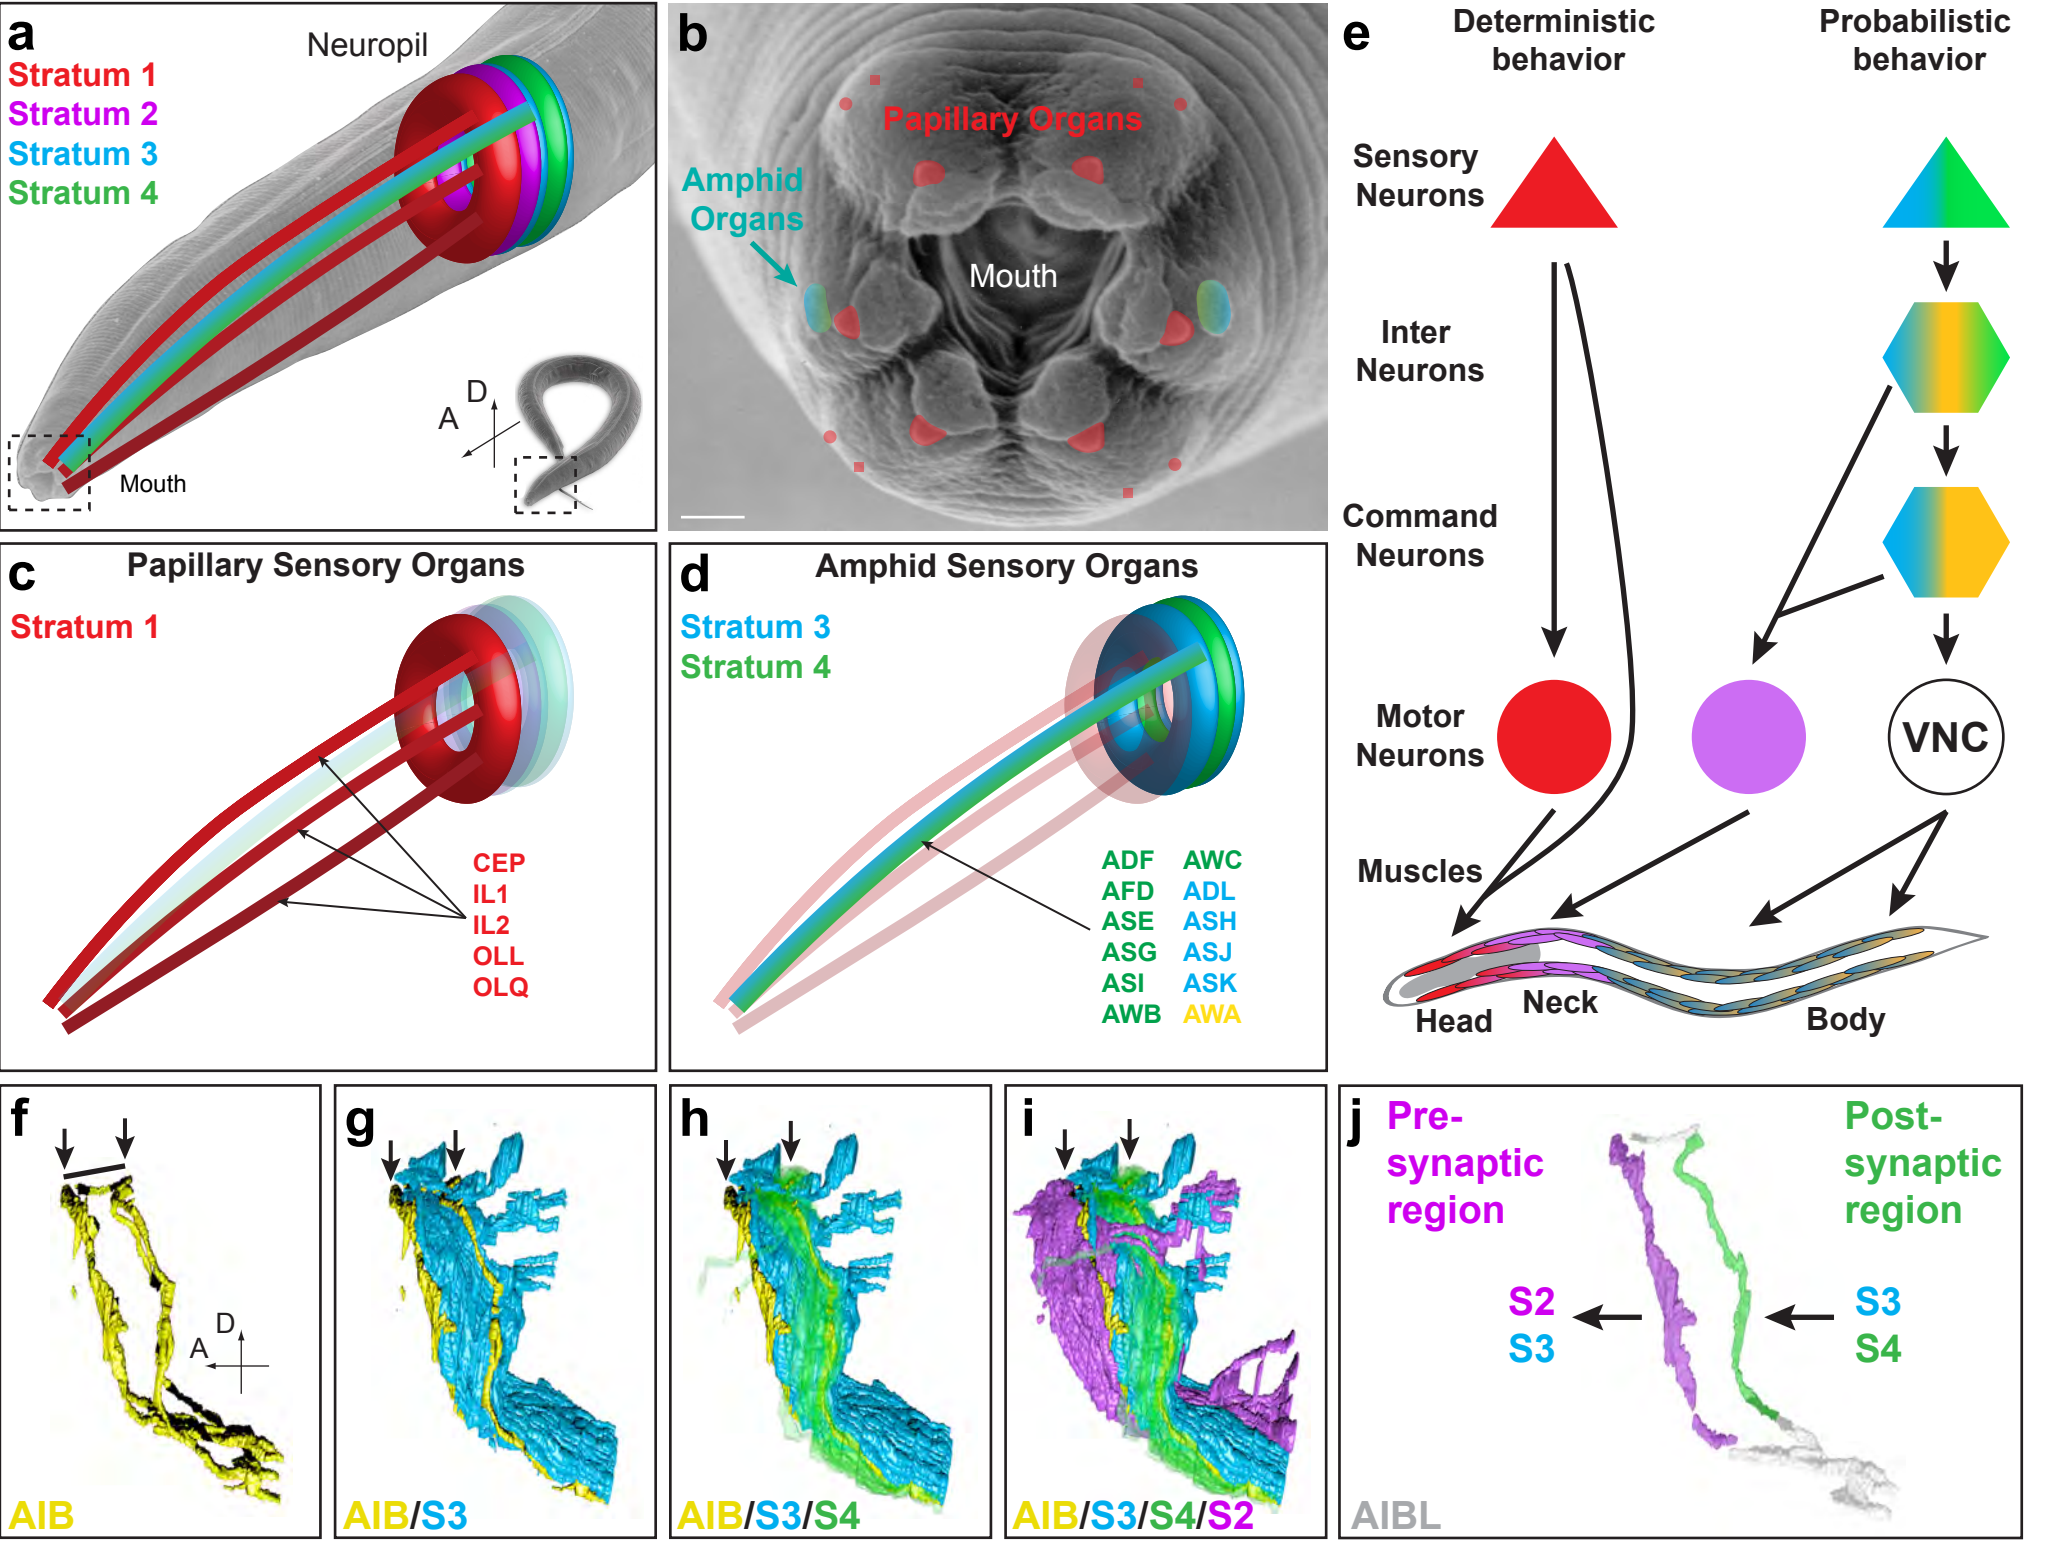 a
Neuropil
Stratum 1
Stratum 2
Stratum 3
Stratum 4
D
A
Mouth
b
Papillary Organs
Amphid
Organs
Mouth
c
Papillary Sensory Organs
Stratum 1
CEP
IL1
IL2
OLL
OLQ
d
Amphid Sensory Organs
Stratum 3
Stratum 4
ADF AWC
AFD ADL
ASE ASH
ASG ASJ
ASI ASK
AWB AWA
e
Deterministic
behavior
Probabilistic
behavior
Sensory
Neurons
Inter
Neurons
Command
Neurons
Motor
Neurons
VNC
Muscles
Head
Neck
Body
f
D
A
AIB
g
AIB/S3
h
AIB/S3/S4
i
AIB/S3/S4/S2
j
Pre-
synaptic
region
Post-
synaptic
region
S2
S3
S3
S4
AIBL